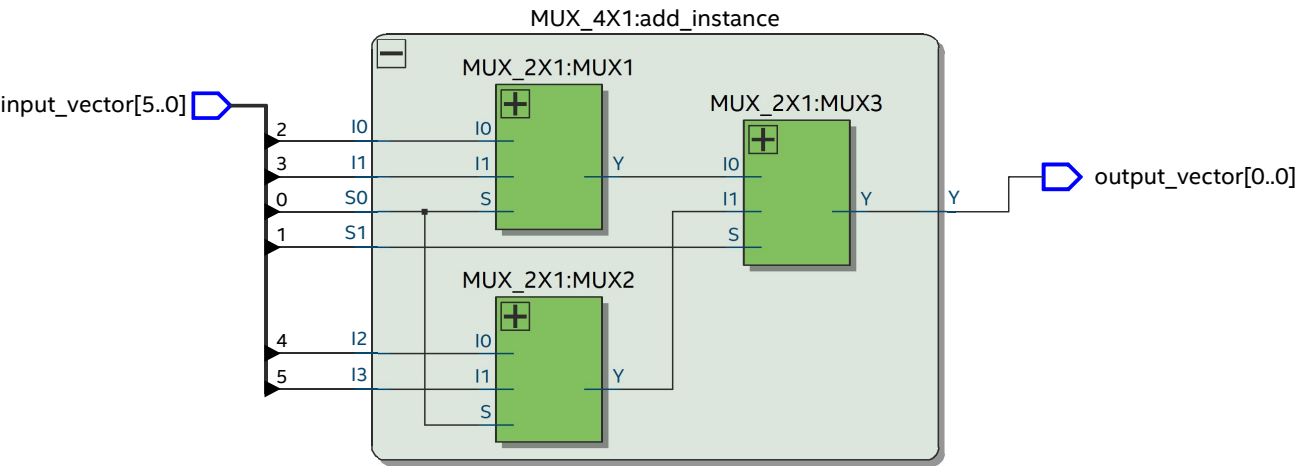 MUX_4X1:add_instance
MUX_2X1:MUX1
input_vector[5..0]
MUX_2X1:MUX3
2 I0 I0
3 I1 I1 Y I0
0 S0 S I1 Y Y output_vector[0..0]
1 S1 S
MUX_2X1:MUX2
4 I2 I0
5 I3 I1 Y
S